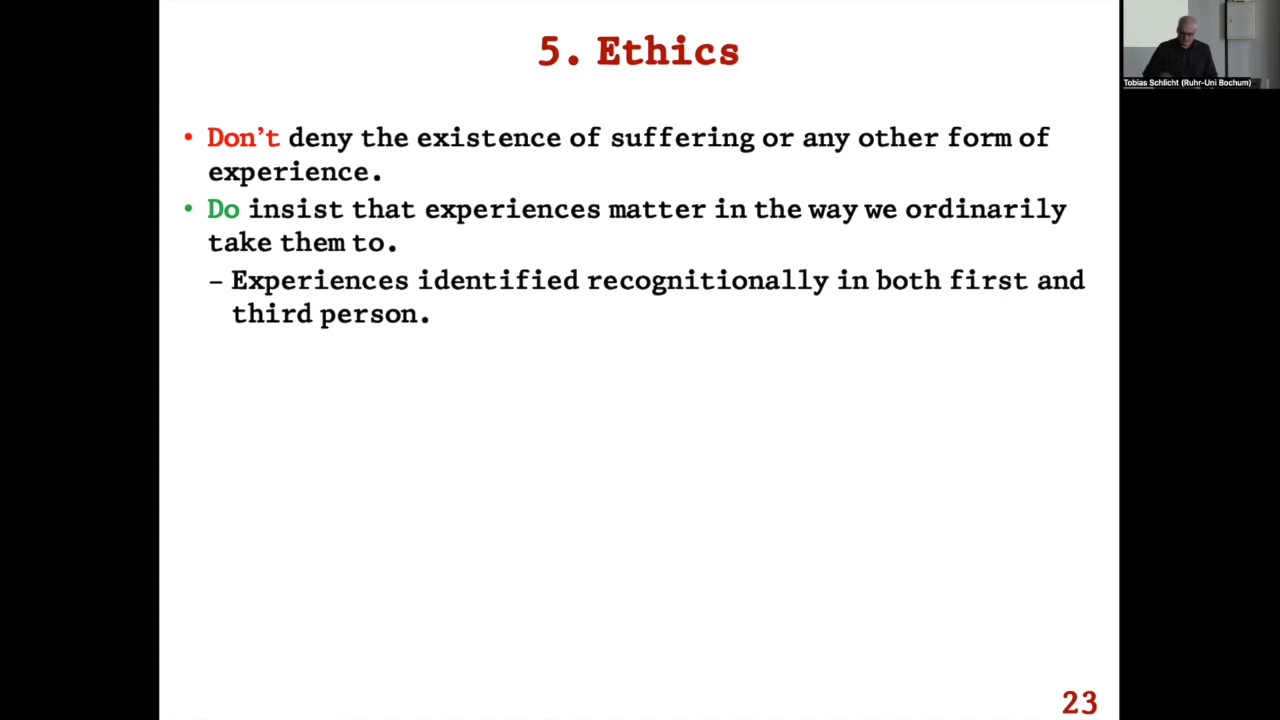 5. Ethics
• Don't deny the existence of suffering or any other form of
experience.
• Do insist that experiences matter in the way we ordinarily
take them to.
– Experiences identified recognitionally in both first and
third person.
23
Tobias Schlicht (Ruhr-Uni Bochum)